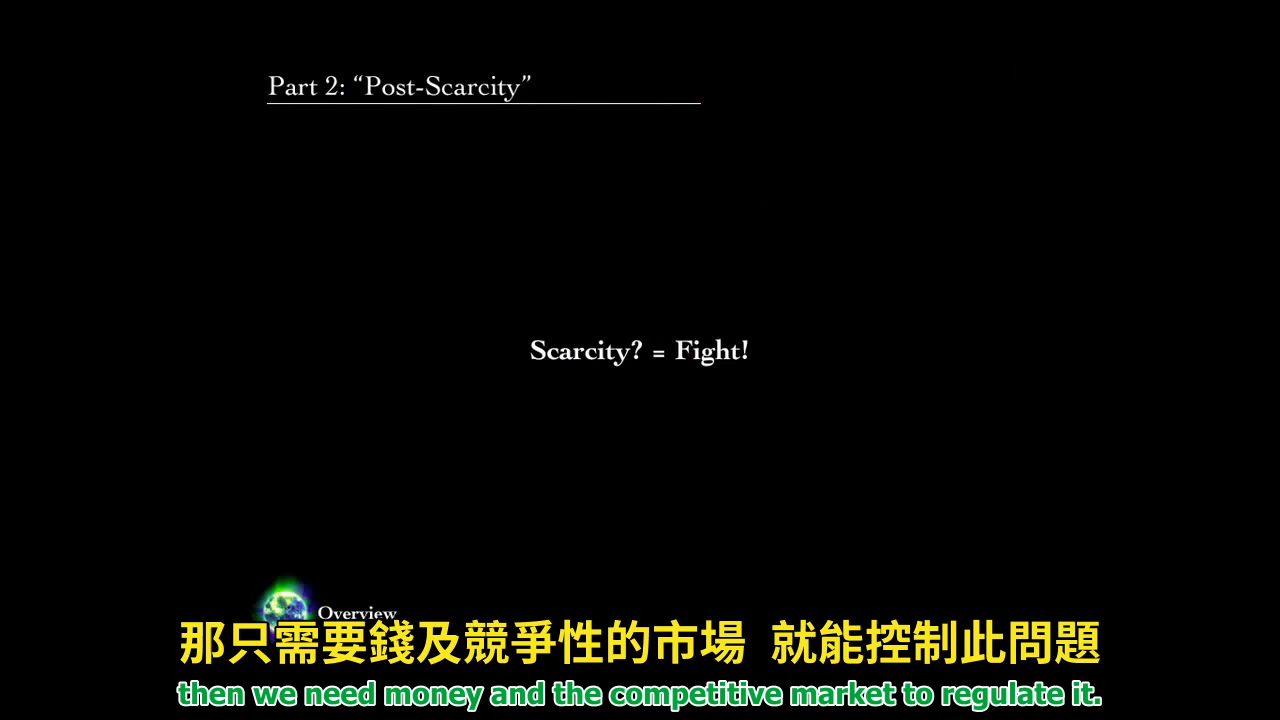 Part 2: “Post-Scarcity”
Scarcity? = Fight!
Overview
那只需要錢及競爭性的市場 就能控制此問題
then we need money and the competitive market to regulate it.